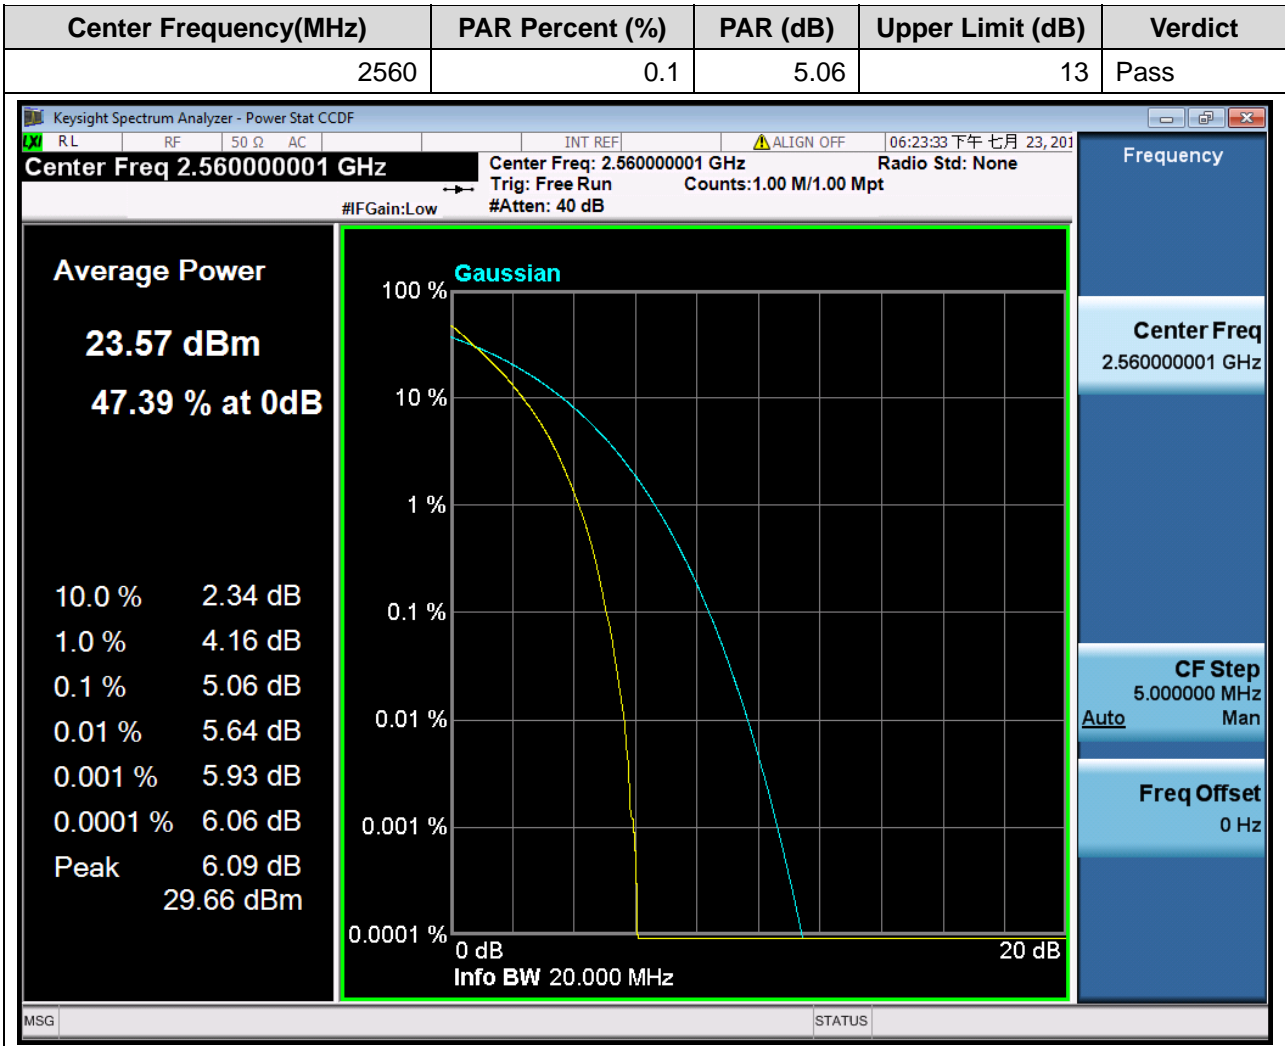 Center Frequency(MHz) PAR Percent (%) PAR (dB) Upper Limit (dB) Verdict
2560 0.1 5.06 13 Pass
Keysight Spectrum Analyzer - Power Stat CCDF
LXI RL RF 50 Ω AC INT REF ALIGN OFF 06:23:33 下午 七月 23, 201
Center Freq 2.560000001 GHz
Center Freq: 2.560000001 GHz Radio Std: None
Trig: Free Run Counts:1.00 M/1.00 Mpt
#IFGain:Low #Atten: 40 dB
Average Power
23.57 dBm
47.39 % at 0dB
10.0 % 2.34 dB
1.0 % 4.16 dB
0.1 % 5.06 dB
0.01 % 5.64 dB
0.001 % 5.93 dB
0.0001 % 6.06 dB
Peak 6.09 dB
29.66 dBm
Gaussian
100 %
10 %
1 %
0.1 %
0.01 %
0.001 %
0.0001 %
0 dB 20 dB
Info BW 20.000 MHz
Frequency
Center Freq
2.560000001 GHz
CF Step
5.000000 MHz
Auto Man
Freq Offset
0 Hz
MSG STATUS